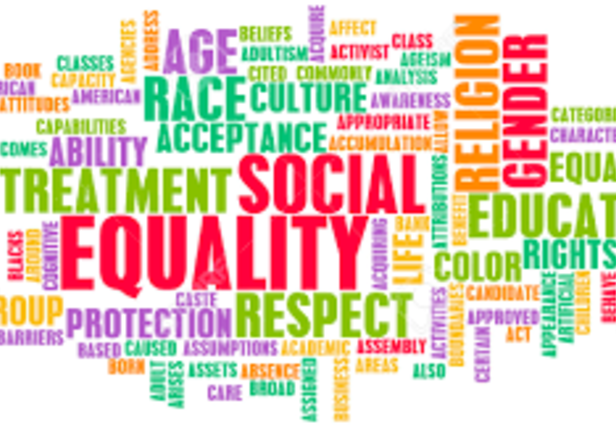 BOOK
RICAN
ATTITUDES
CLASSES
CAPACITY
AMERICAN
AGENCIES
ADDRESS
AGE
BELIEFS
ADULTISM
CITED COMMONLY
ACQUIRE
AFFECT
ACTIVIST
CLASS
AGEISM
ANALYSIS
RACE
CULTURE
AWARENESS
CAPABILITIES
ACCEPTANCE
APPROPRIATE
ACCUMULATION
ALLOW
RELIGION
GENDER
CATEGORI
CHARACTE
COMES
ABILITY
EQUA
TREATMENT
SOCIAL
ATTRIBUTIONS
BENEFIT
EDUCAT
BLACKS
AROUND
COGNITIVE
EQUALITY
ACQUIRING
LIFE
BANK
COLOR
RIGHTS
CASTE
ROUP
PROTECTION
RESPECT
ACTIVITIES
BOUNDARIES
CANDIDATE
APPROVED
ACT
CERTAIN
APPEARANCE
ARTIFICIAL
CHILDREN
BEHAVE
BARRIERS
BASED
CAUSED
ASSUMPTIONS
ACADEMIC
ASSEMBLY
BORN
ADULT
ARISES
ASSETS
ABSENCE
CARE
BROAD
ASSIGNED
BUSINESS
AREAS
ALSO